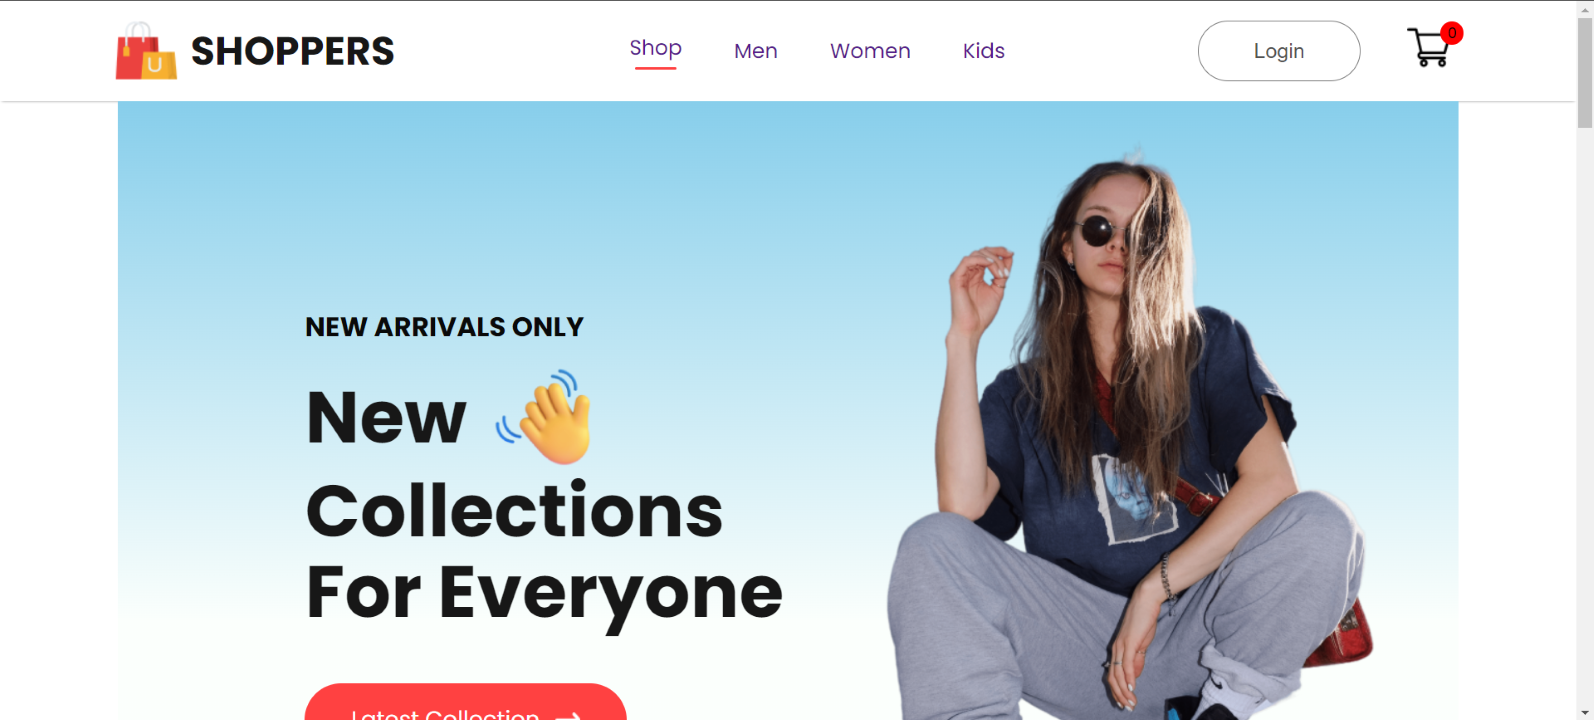 SHOPPERS
Shop
Men
Women
Kids
Login
0
NEW ARRIVALS ONLY
New
Collections
For Everyone
Latest Collection
U